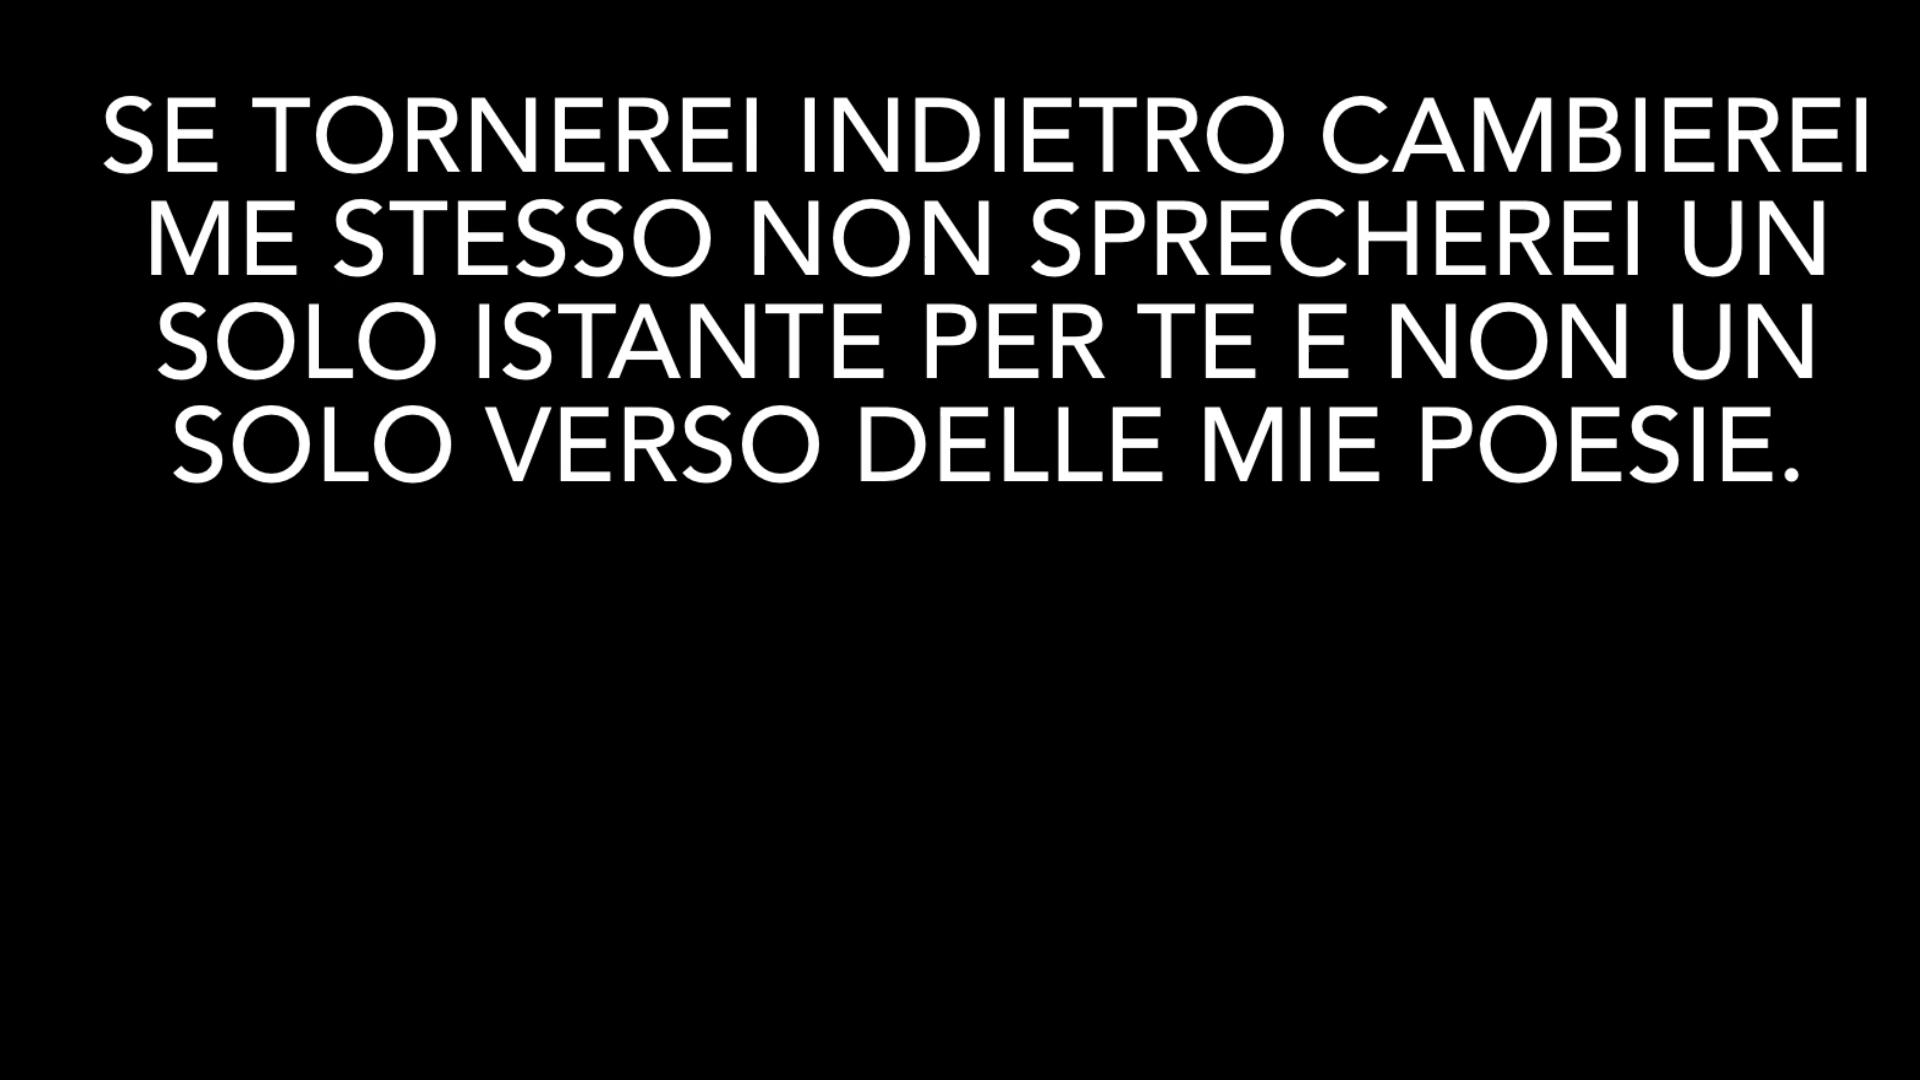 SE TORNEREI INDIETRO CAMBIEREI
ME STESSO NON SPRECHEREI UN
SOLO ISTANTE PER TE E NON UN
SOLO VERSO DELLE MIE POESIE.